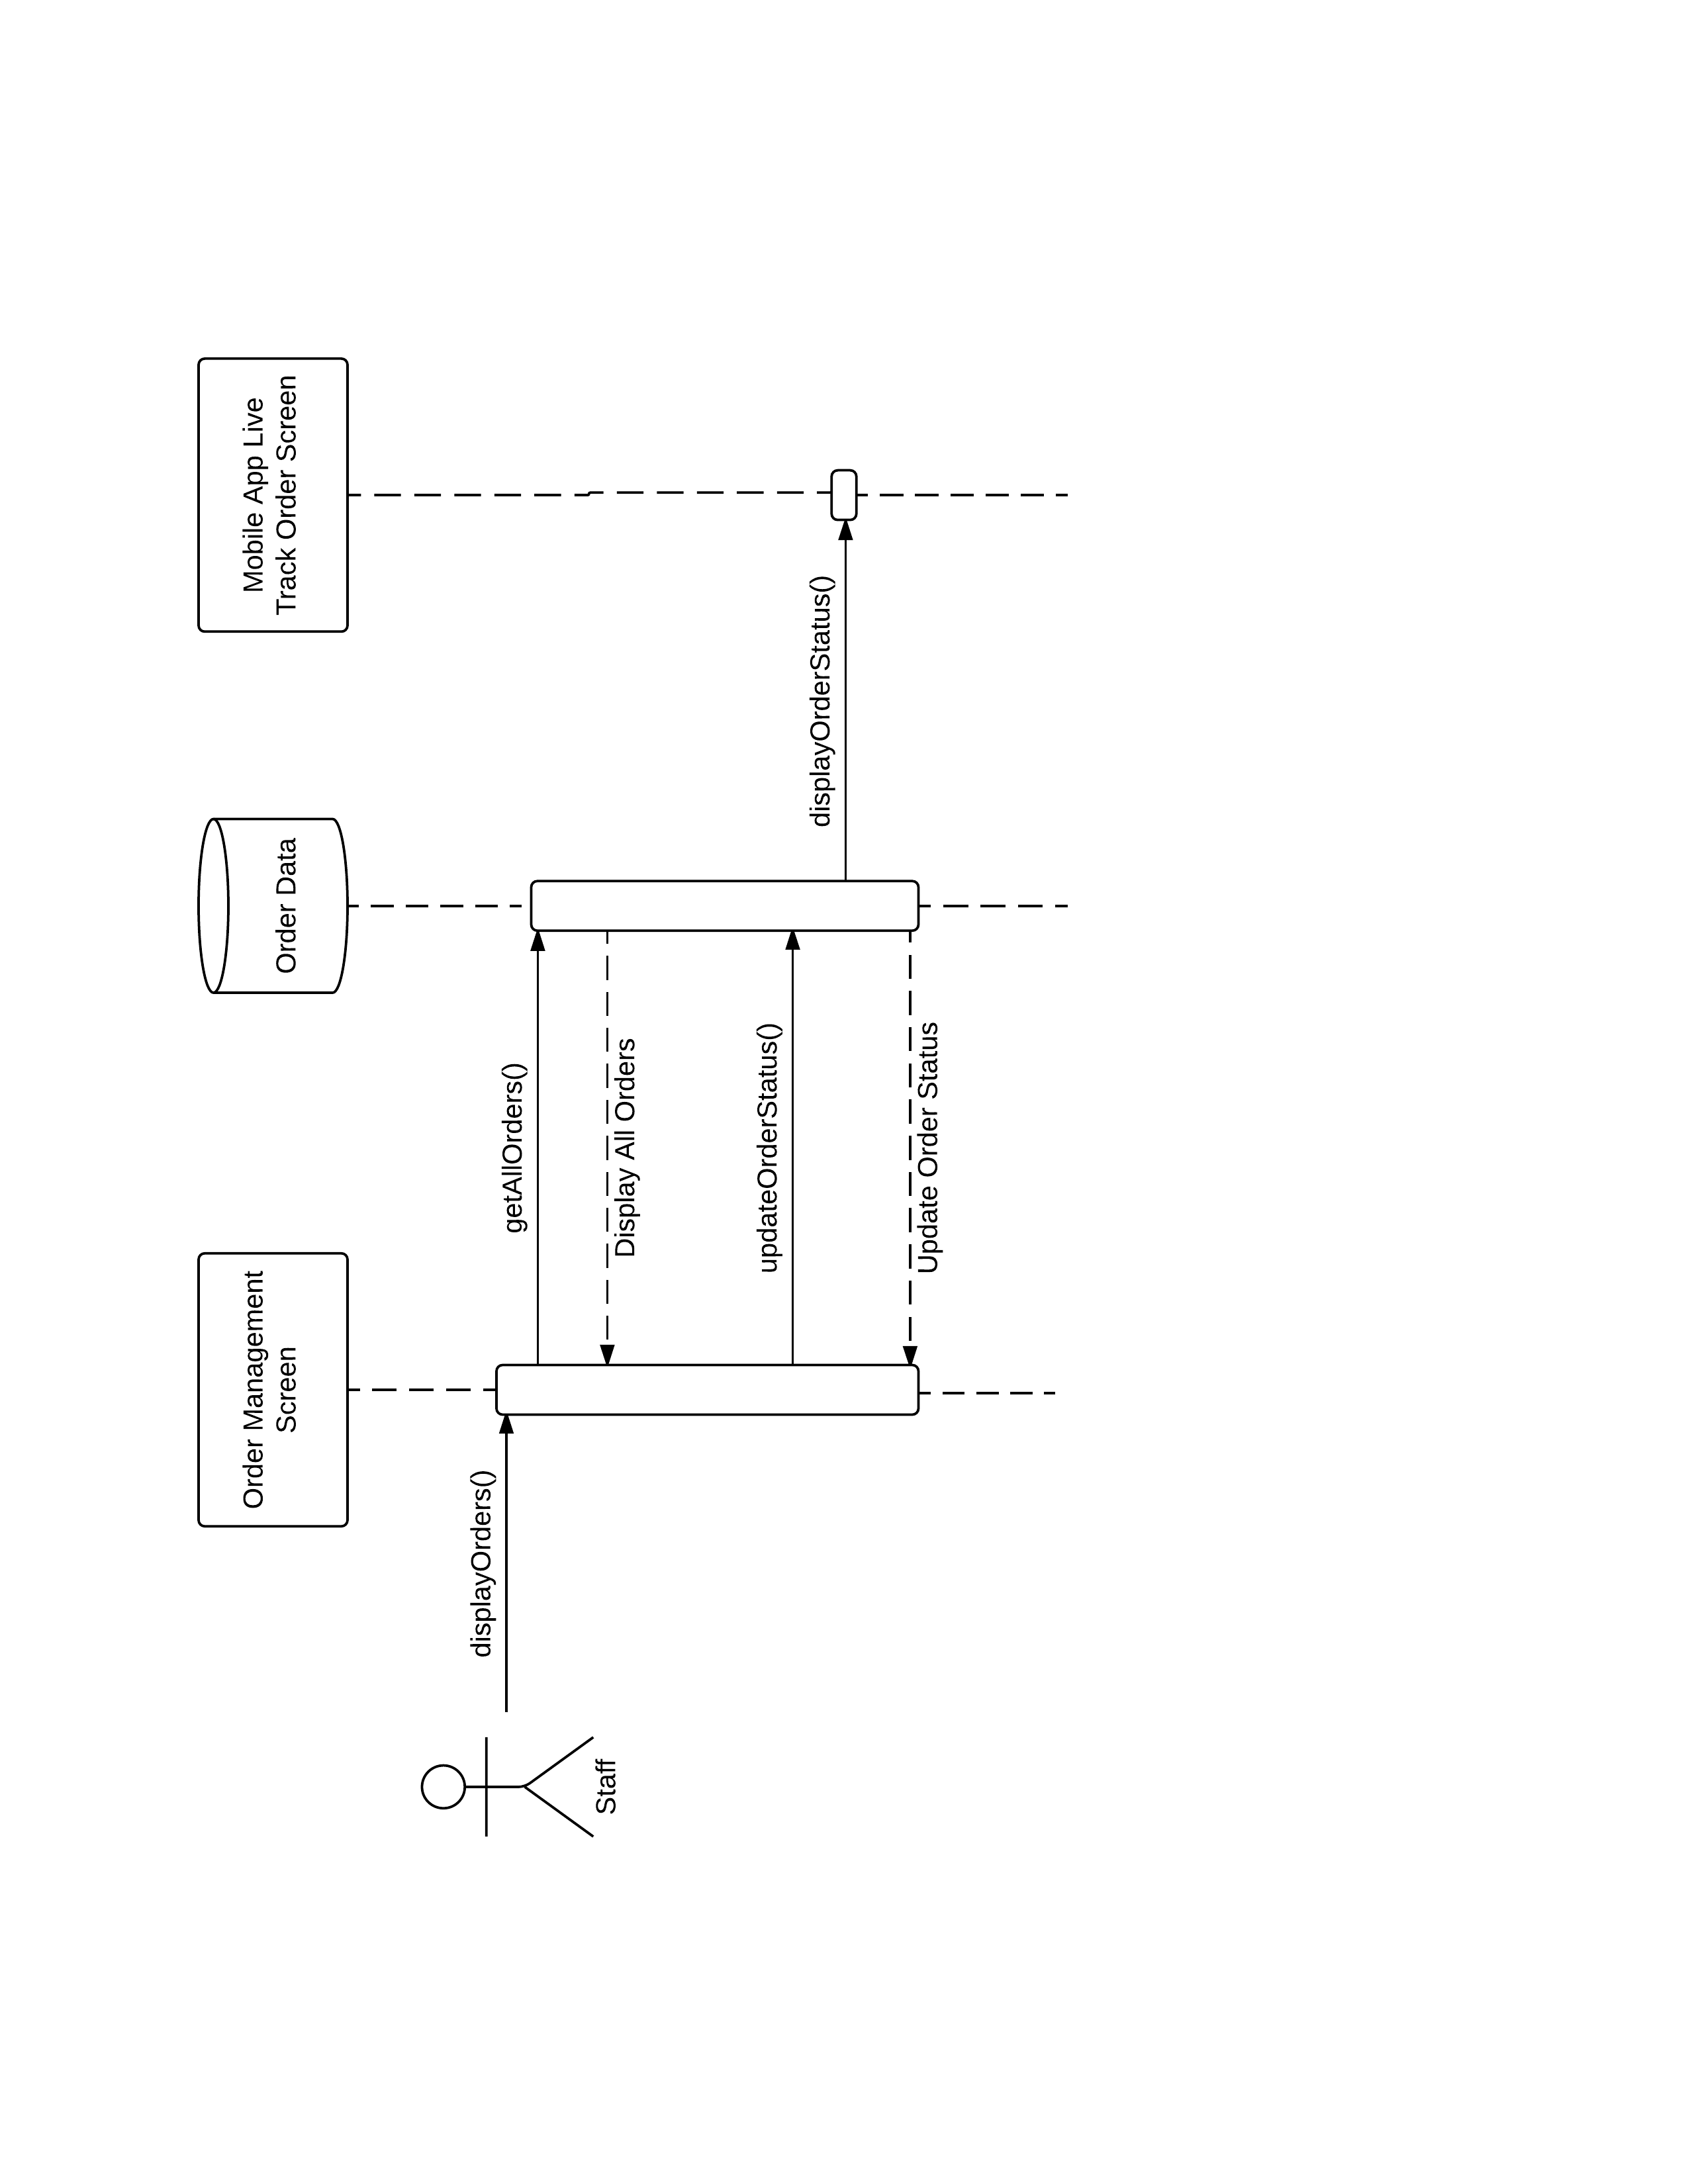 Order Management
Screen
Order Data
Mobile App Live
Track Order Screen
displayOrders()
getAllOrders()
Display All Orders
Staff
updateOrderStatus()
displayOrderStatus()
Update Order Status